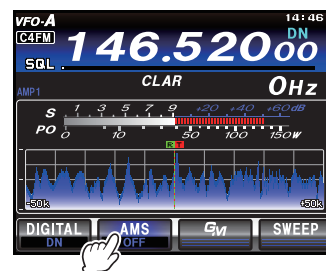 VFO-A 14:46
C4FM 146.52000 DN
SQL
CLAR
AMP1 0Hz
S 1 3 5 7 9 +20 +40 +60dB
PO 0 10 50 100 150W
R T
-50k +50k
DIGITAL AMS GM SWEEP
DN OFF